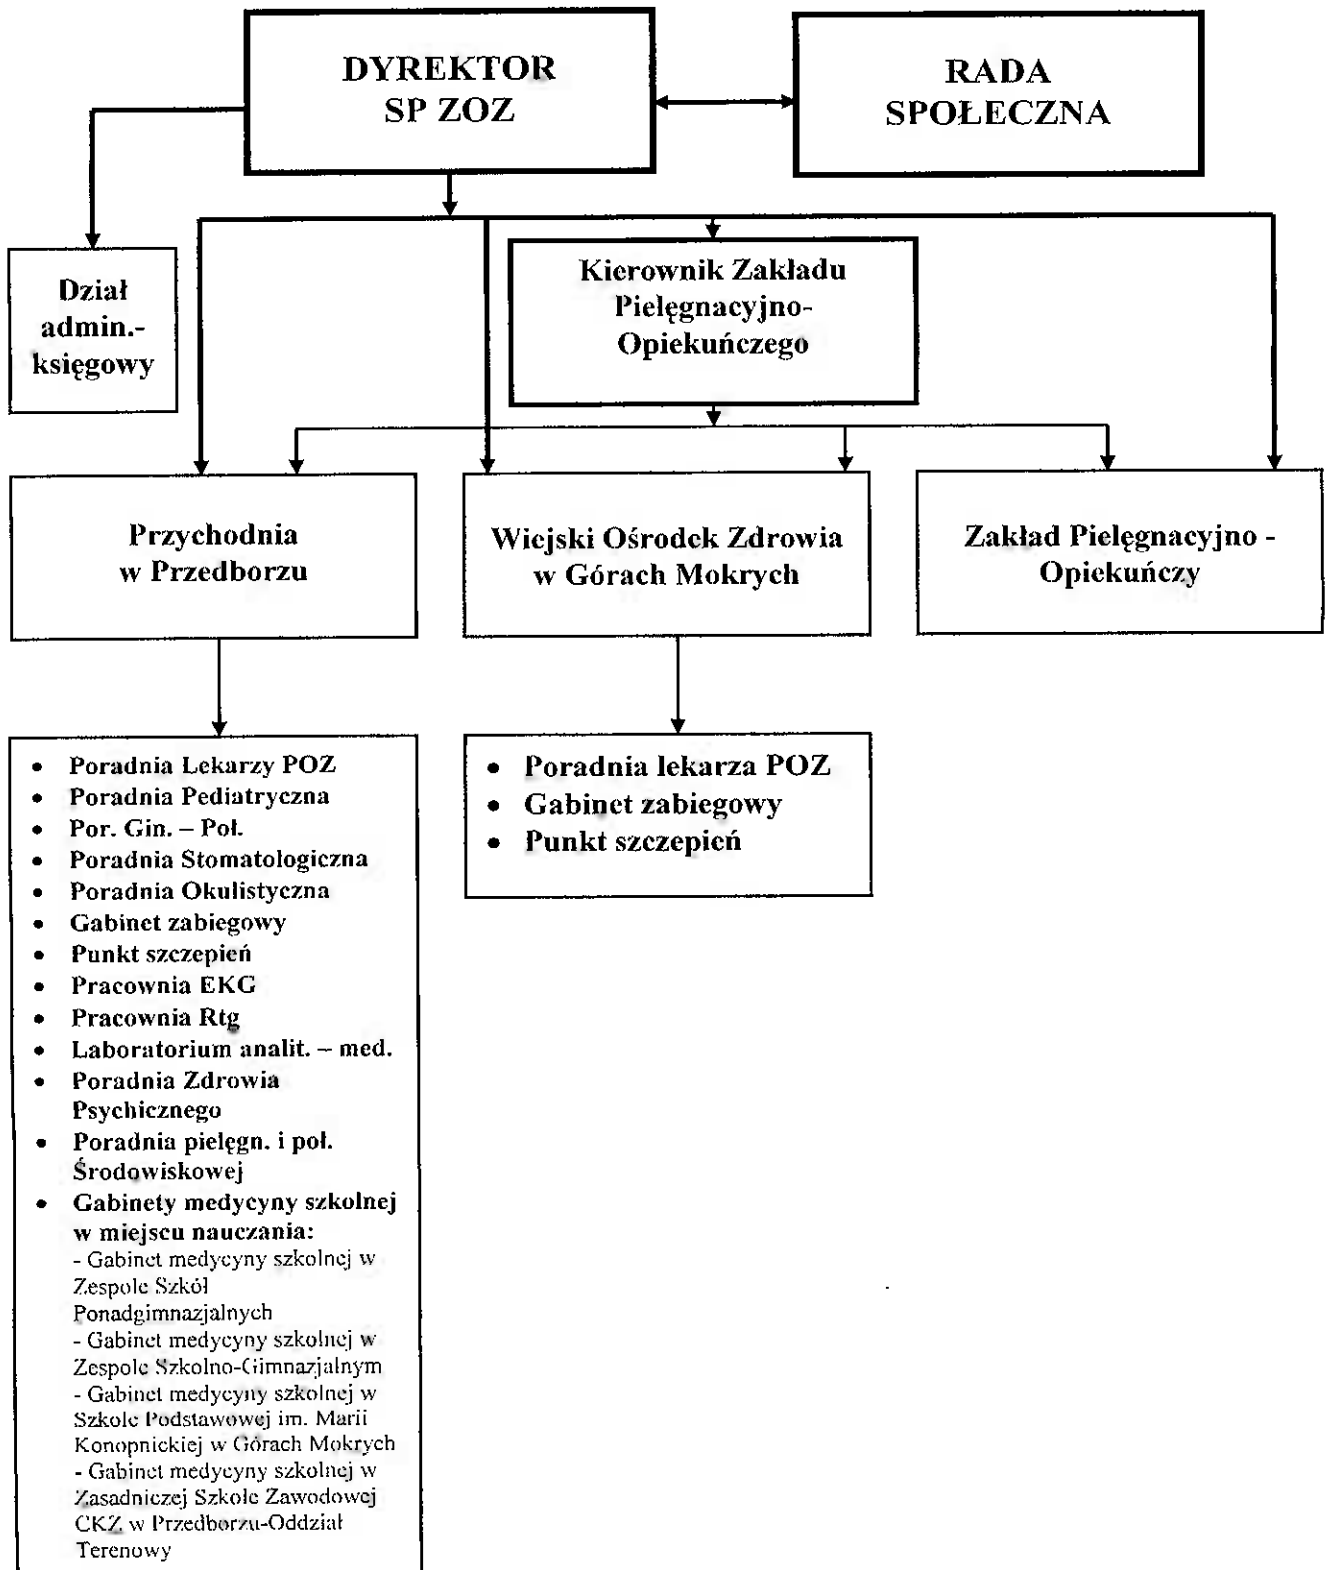 DYREKTOR
SP ZOZ
RADA
SPOŁECZNA
Dział
admin.-
księgowy
Kierownik Zakładu
Pielęgnacyjno-
Opiekuńczego
Przychodnia
w Przedborzu
Wiejski Ośrodek Zdrowia
w Górach Mokrych
Zakład Pielęgnacyjno -
Opiekuńczy
• Poradnia Lekarzy POZ
• Poradnia Pediatryczna
• Por. Gin. – Poł.
• Poradnia Stomatologiczna
• Poradnia Okulistyczna
• Gabinet zabiegowy
• Punkt szczepień
• Pracownia EKG
• Pracownia Rtg
• Laboratorium analit. – med.
• Poradnia Zdrowia
Psychicznego
• Poradnia pielęgn. i poł.
Środowiskowej
• Gabinety medycyny szkolnej
w miejscu nauczania:
- Gabinet medycyny szkolnej w
Zespole Szkół
Ponadgimnazjalnych
- Gabinet medycyny szkolnej w
Zespole Szkolno-Gimnazjalnym
- Gabinet medycyny szkolnej w
Szkole Podstawowej im. Marii
Konopnickiej w Górach Mokrych
- Gabinet medycyny szkolnej w
Zasadniczej Szkole Zawodowej
CKZ w Przedborzu-Oddział
Terenowy
• Poradnia lekarza POZ
• Gabinet zabiegowy
• Punkt szczepień